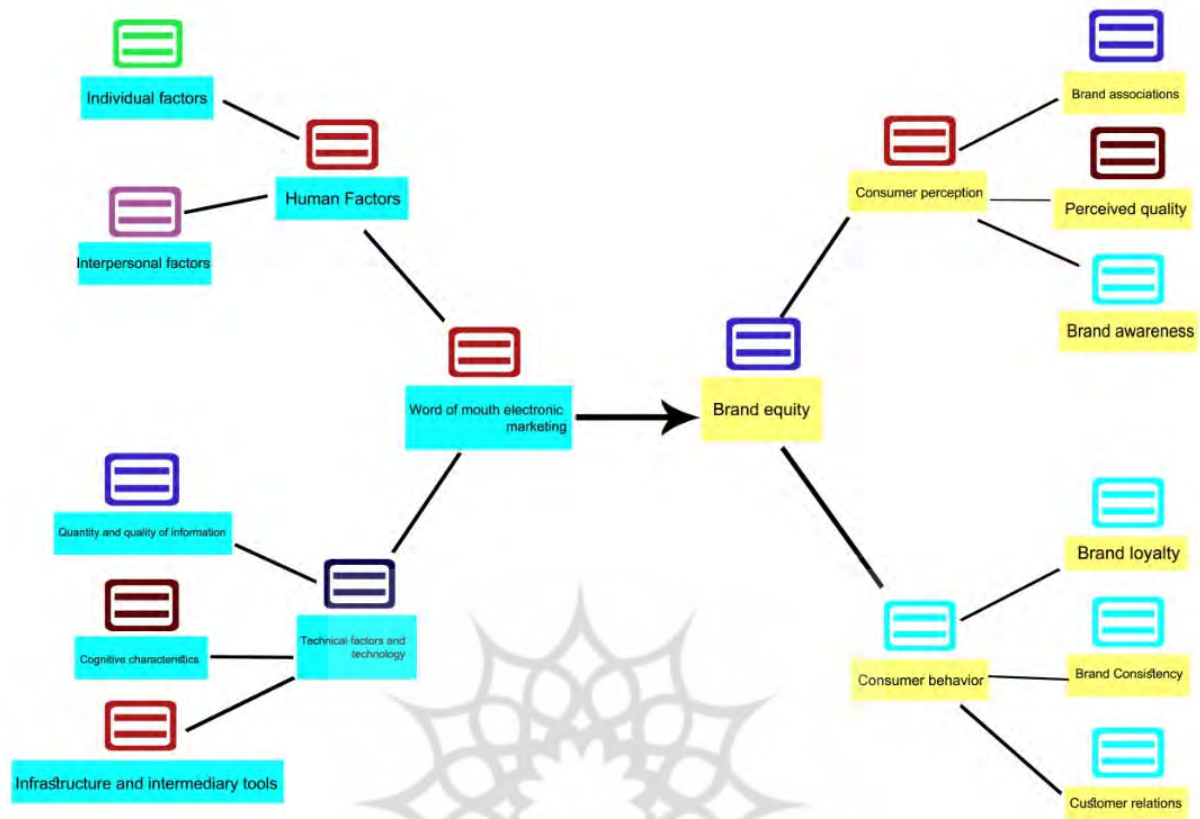 Individual factors
Human Factors
Interpersonal factors
Word of mouth electronic
marketing
Quantity and quality of information
Technical factors and
technology
Cognitive characteristics
Infrastructure and intermediary tools
Brand equity
Brand associations
Consumer perception
Perceived quality
Brand awareness
Brand loyalty
Consumer behavior
Brand Consistency
Customer relations